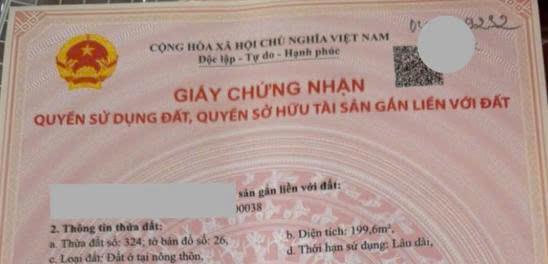 CỘNG HÒA XÃ HỘI CHỦ NGHĨA VIỆT NAM
Độc lập - Tự do - Hạnh phúc
9252
GIẤY CHỨNG NHẬN
QUYỀN SỬ DỤNG ĐẤT, QUYỀN SỞ HỮU TÀI SẢN GẮN LIỀN VỚI ĐẤT
sản gắn liền với đất:
00038
2. Thông tin thửa đất:
a. Thửa đất số: 324; tờ bản đồ số: 26,
b. Diện tích: 199,6m²,
c. Loại đất: Đất ở tại nông thôn,
d. Thời hạn sử dụng: Lâu dài,